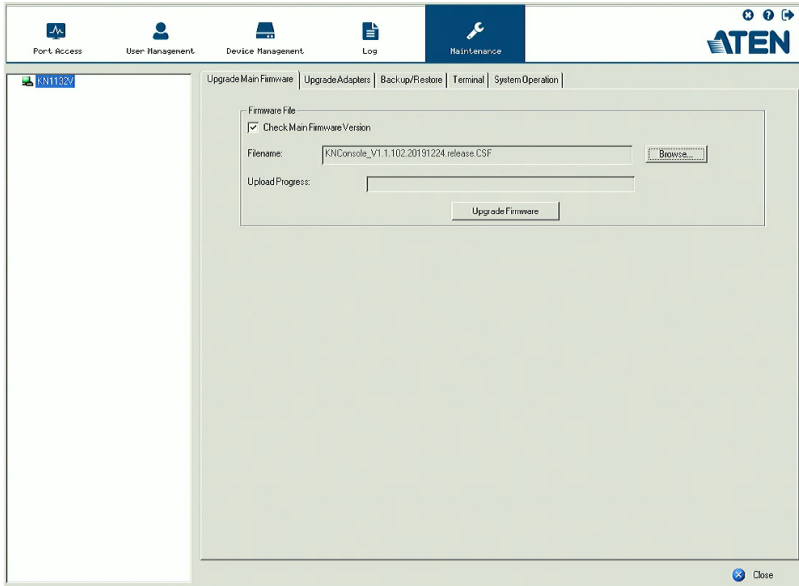 Port Access User Management Device Management Log Maintenance ATEN
KN1132V
Upgrade Main Firmware Upgrade Adapters Backup/Restore Terminal System Operation
Firmware File
Check Main Firmware Version
Filename: KNConsole_V1.1.102.20191224.release.CSF Browse...
Upload Progress:
Upgrade Firmware
Close